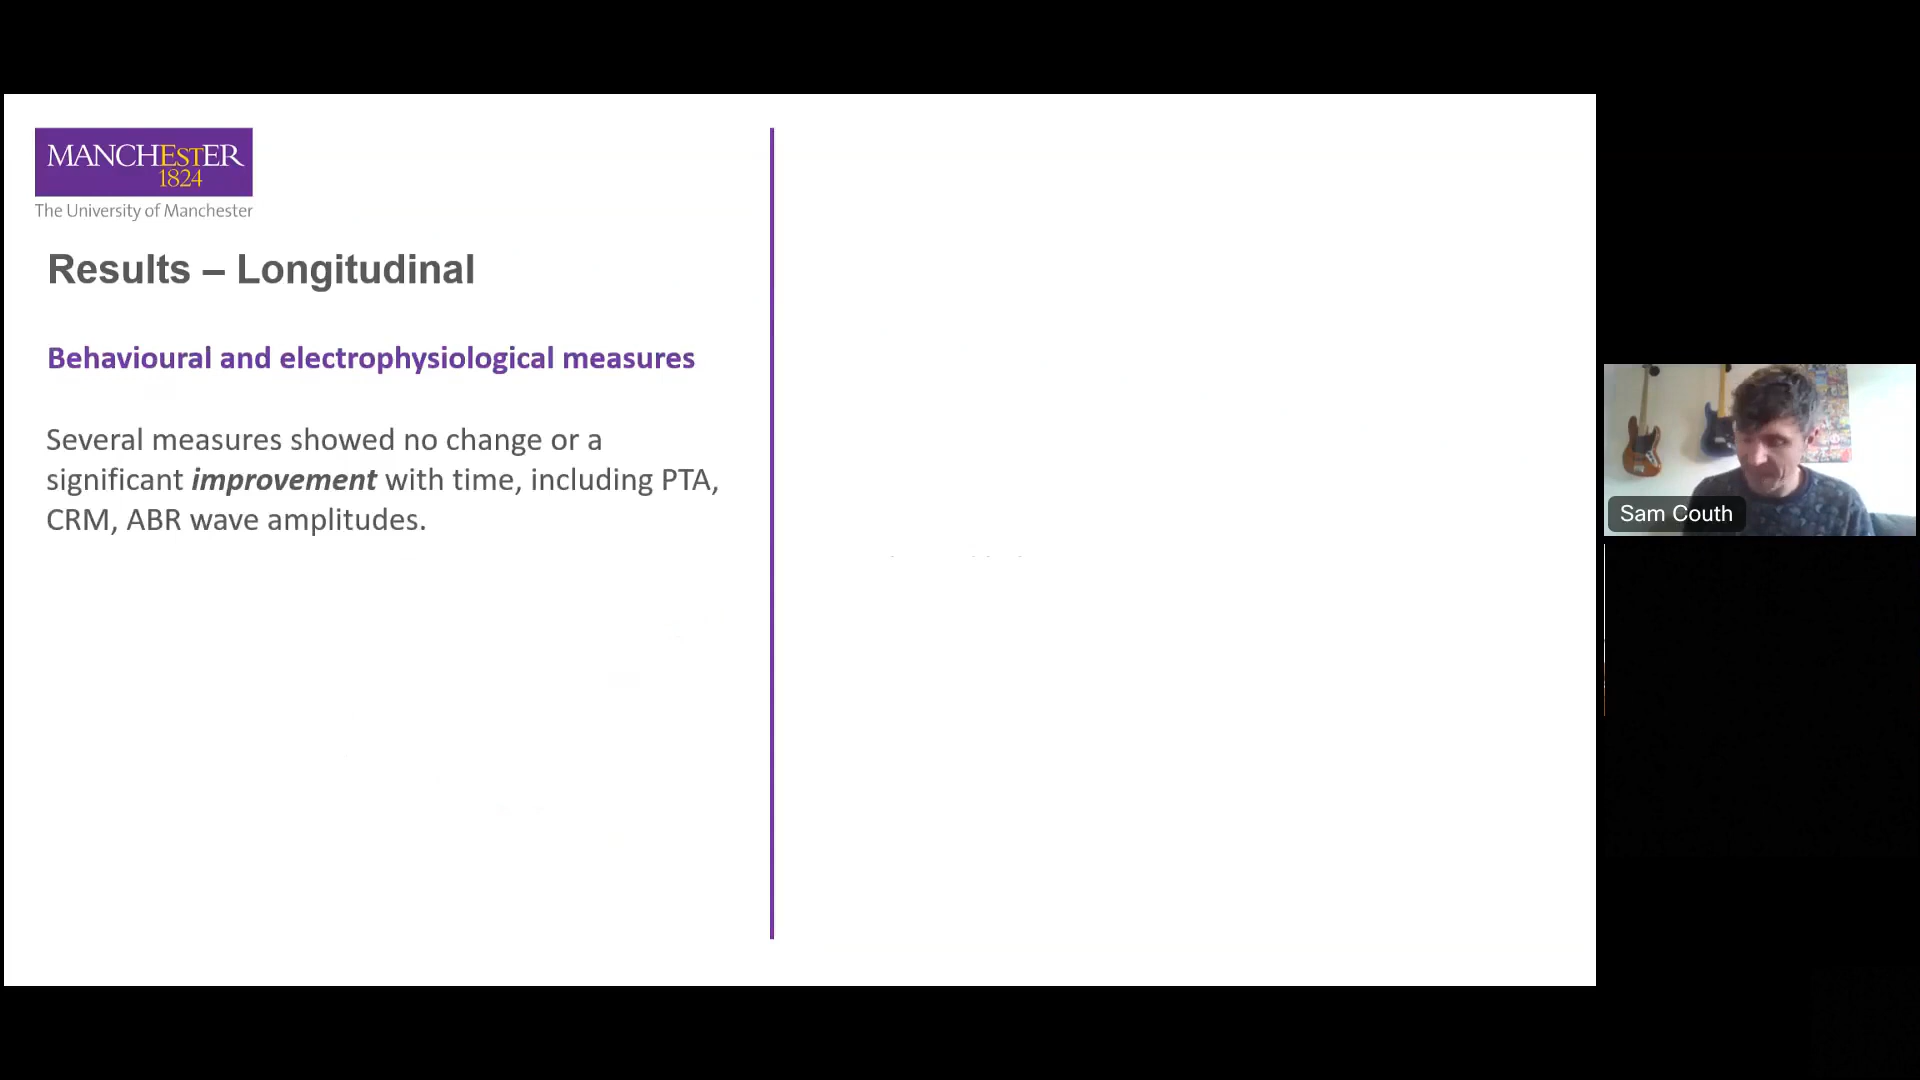 MANCHESTER
1824
The University of Manchester
Results – Longitudinal
Behavioural and electrophysiological measures
Several measures showed no change or a
significant improvement with time, including PTA,
CRM, ABR wave amplitudes.
Sam Couth